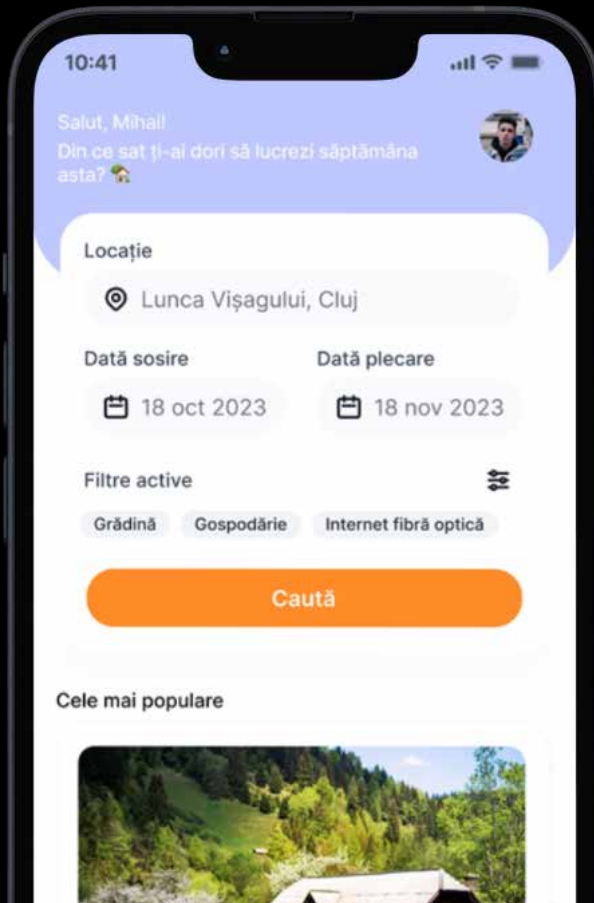 10:41
Salut, Mihai!
Din ce sat ți-ai dori să lucrezi săptămâna
asta?
Locație
Lunca Vișagului, Cluj
Dată sosire
Dată plecare
18 oct 2023
18 nov 2023
Filtre active
Grădină
Gospodărie
Internet fibră optică
Caută
Cele mai populare